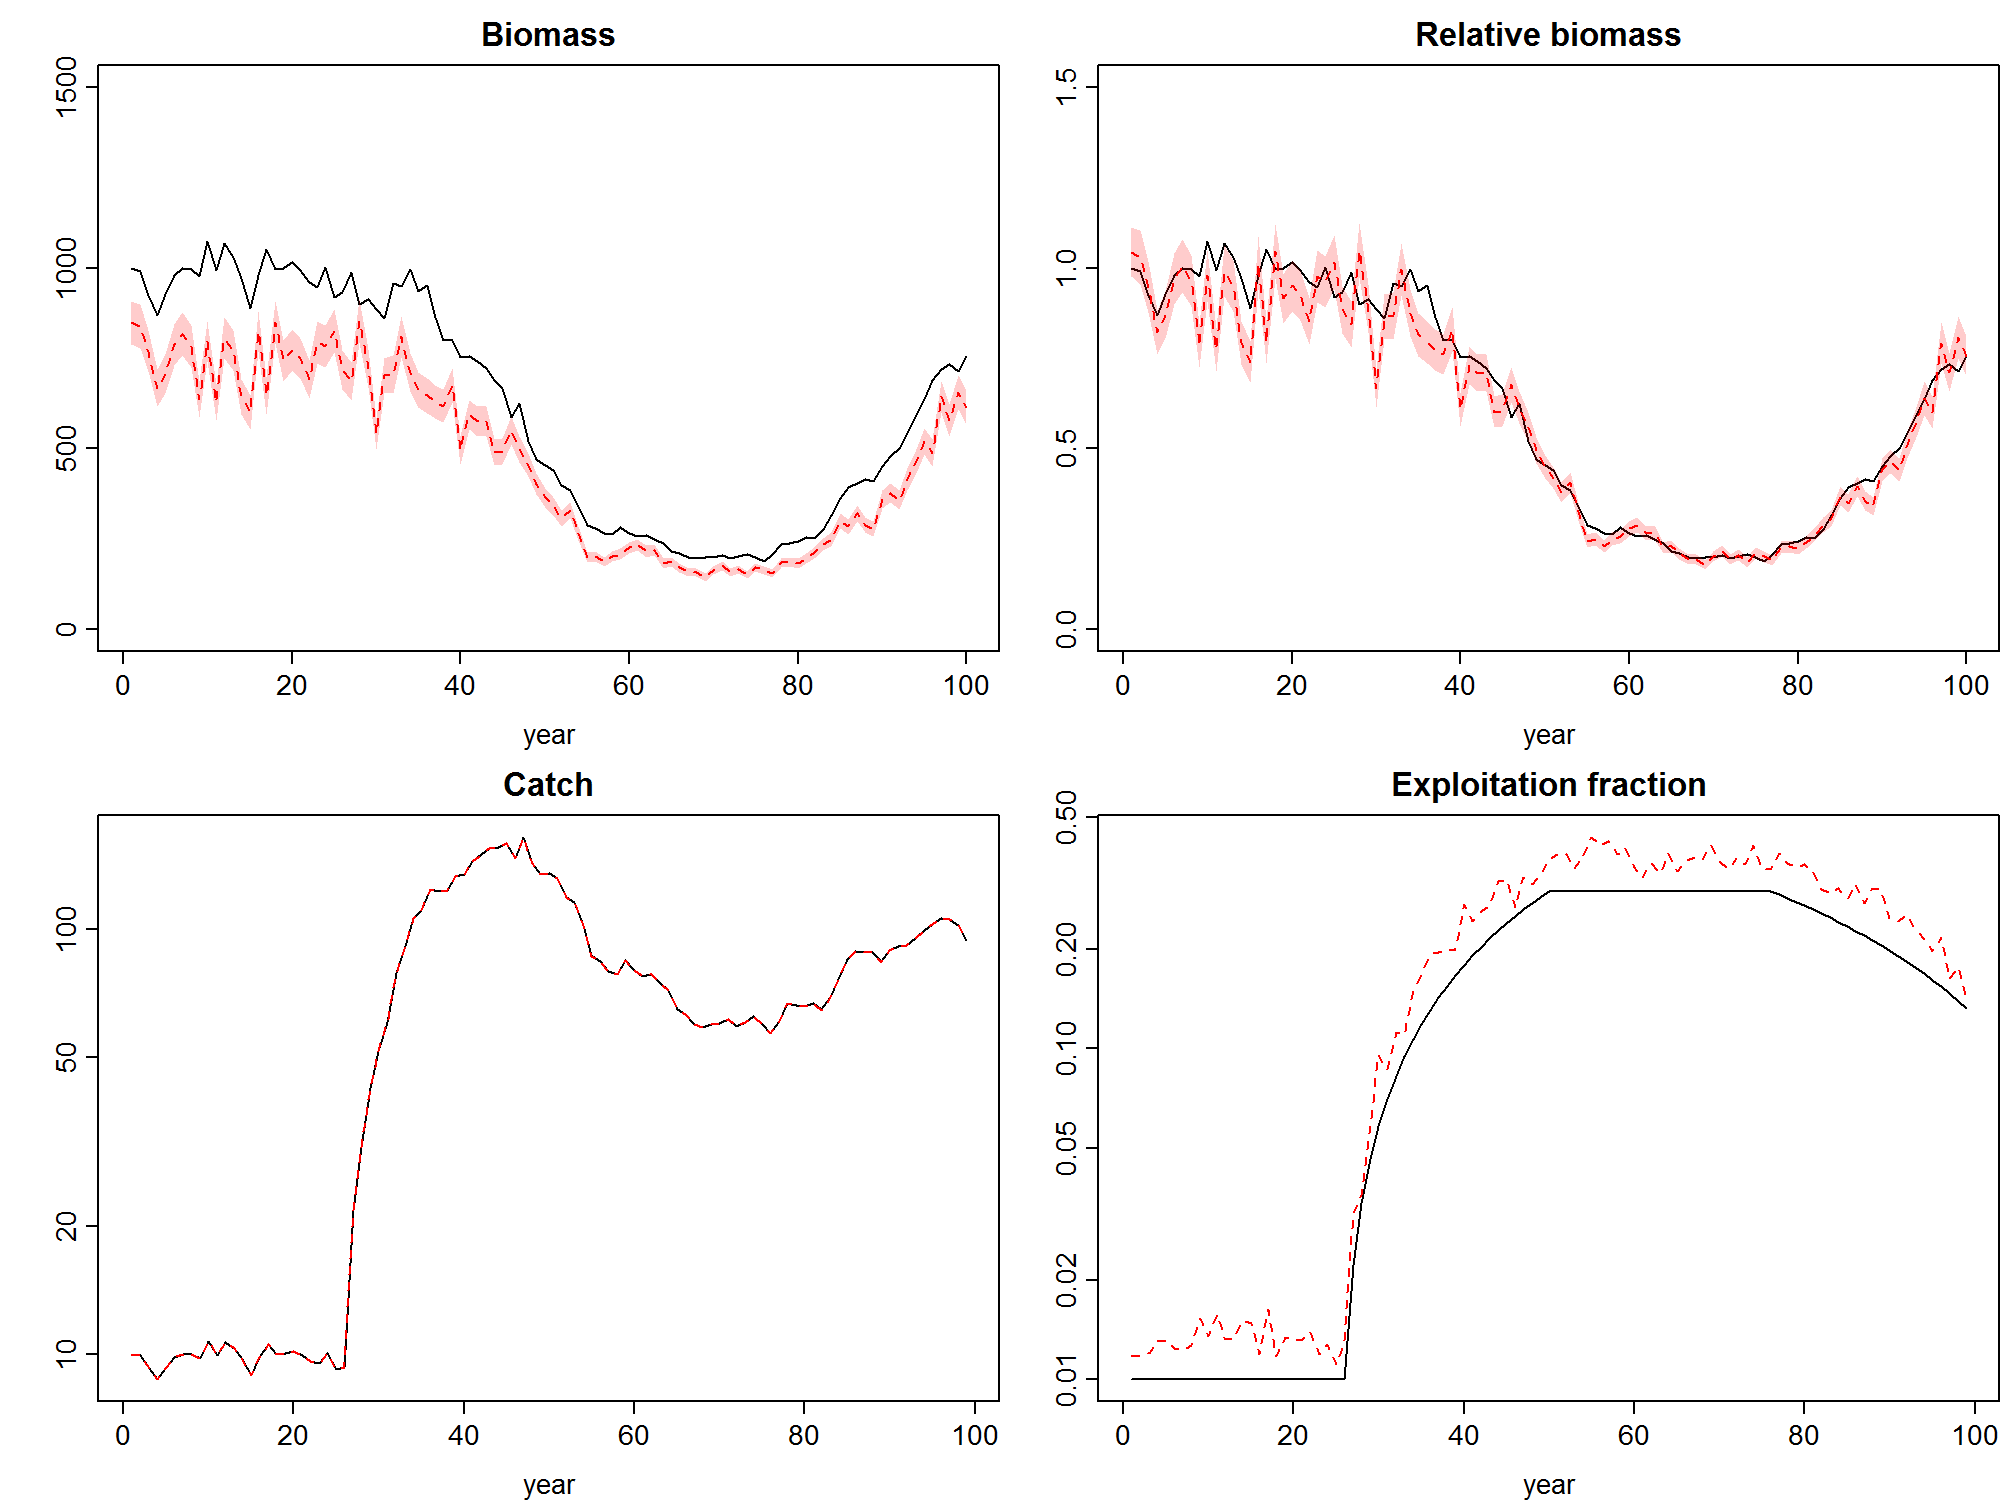 Biomass
1500
1000
500
0
0 20 40 60 80 100
year
Relative biomass
1.5
1.0
0.5
0.0
0 20 40 60 80 100
year
Catch
100
50
20
10
0 20 40 60 80 100
year
Exploitation fraction
0.50
0.20
0.10
0.05
0.02
0.01
0 20 40 60 80 100
year